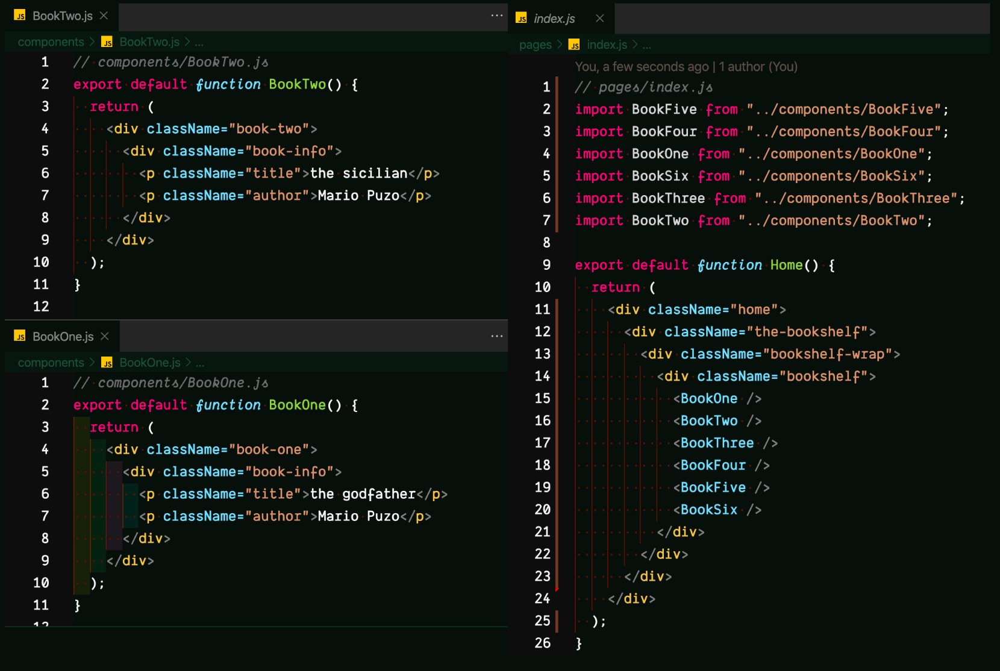 BookTwo.js
components > JS BookTwo.js > ...
1 // components/BookTwo.js
2 export default function BookTwo() {
3 return (
4 <div className="book-two">
5 <div className="book-info">
6 <p className="title">the sicilian</p>
7 <p className="author">Mario Puzo</p>
8 </div>
9 </div>
10 );
11 }
12
JS BookOne.js
components > JS BookOne.js > ...
1 // components/BookOne.js
2 export default function BookOne() {
3 return (
4 <div className="book-one">
5 <div className="book-info">
6 <p className="title">the godfather</p>
7 <p className="author">Mario Puzo</p>
8 </div>
9 </div>
10 );
11 }
12
JS index.js
pages > JS index.js > ...
You, a few seconds ago | 1 author (You)
1 // pages/index.js
2 import BookFive from "../components/BookFive";
3 import BookFour from "../components/BookFour";
4 import BookOne from "../components/BookOne";
5 import BookSix from "../components/BookSix";
6 import BookThree from "../components/BookThree";
7 import BookTwo from "../components/BookTwo";
8
9 export default function Home() {
10 return (
11 <div className="home">
12 <div className="the-bookshelf">
13 <div className="bookshelf-wrap">
14 <div className="bookshelf">
15 <BookOne />
16 <BookTwo />
17 <BookThree />
18 <BookFour />
19 <BookFive />
20 <BookSix />
21 </div>
22 </div>
23 </div>
24 </div>
25 );
26 }